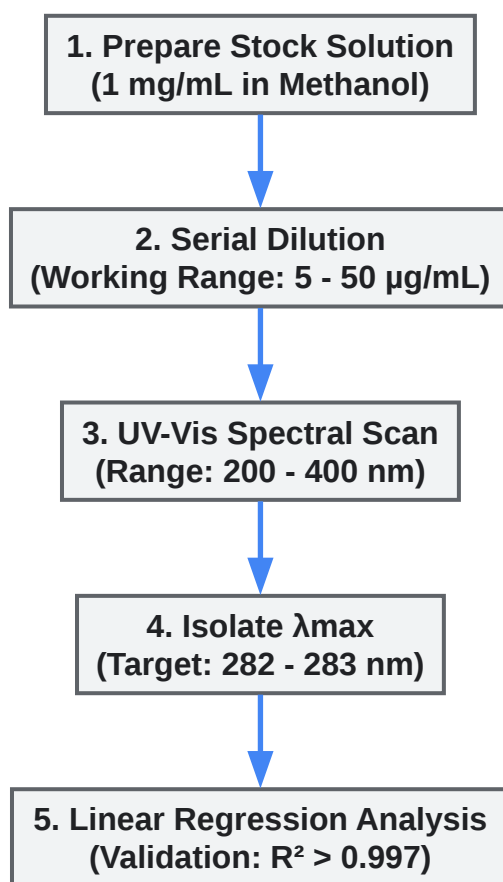 1. Prepare Stock Solution
(1 mg/mL in Methanol)
2. Serial Dilution
(Working Range: 5 - 50 µg/mL)
3. UV-Vis Spectral Scan
(Range: 200 - 400 nm)
4. Isolate λmax
(Target: 282 - 283 nm)
5. Linear Regression Analysis
(Validation: R² > 0.997)